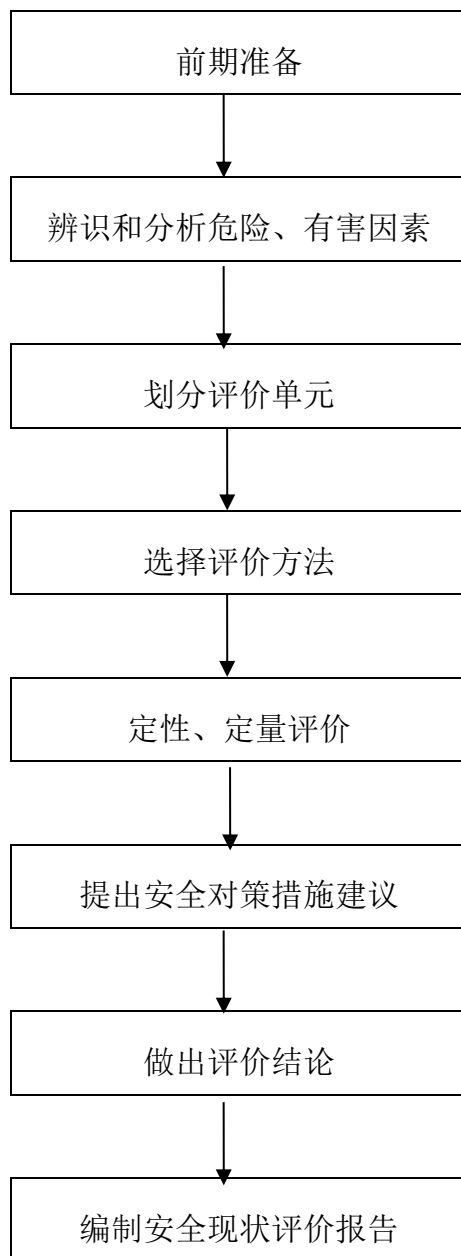 前期准备
辨识和分析危险、有害因素
划分评价单元
选择评价方法
定性、定量评价
提出安全对策措施建议
做出评价结论
编制安全现状评价报告